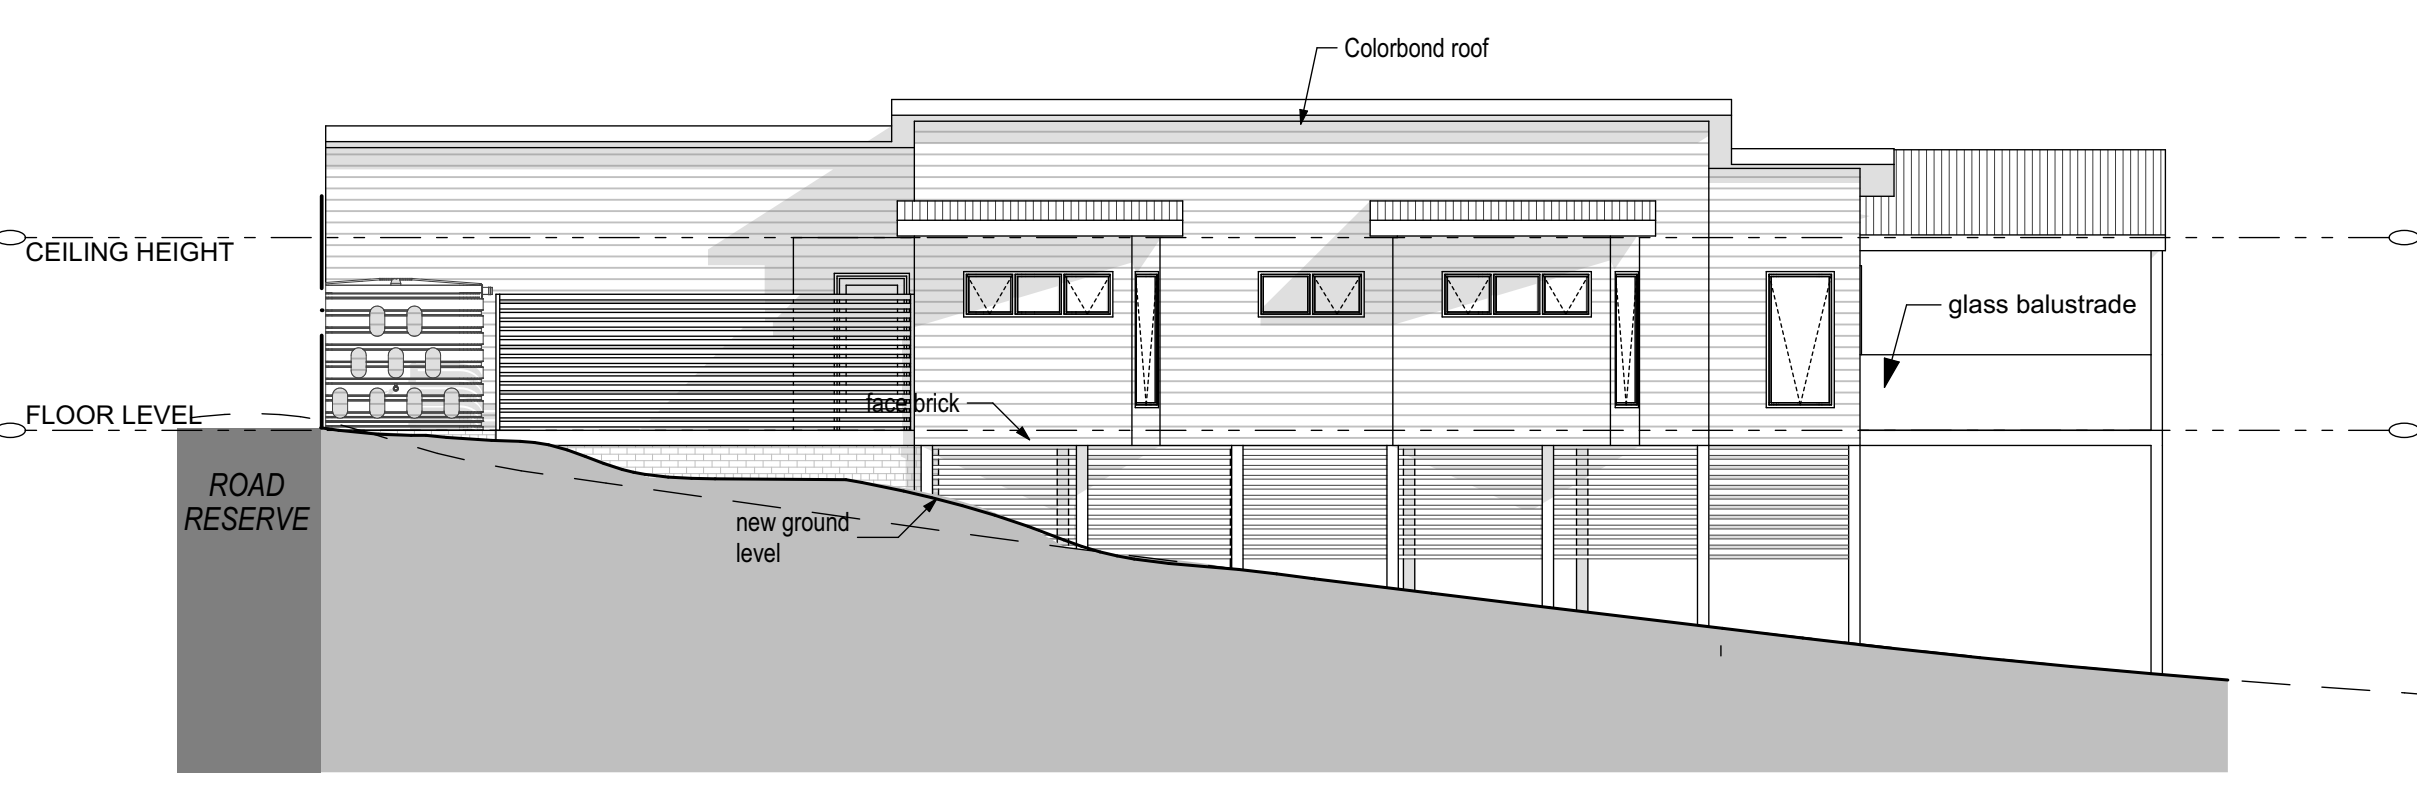 Colorbond roof
CEILING HEIGHT
glass balustrade
face brick
FLOOR LEVEL
ROAD
RESERVE
new ground
level